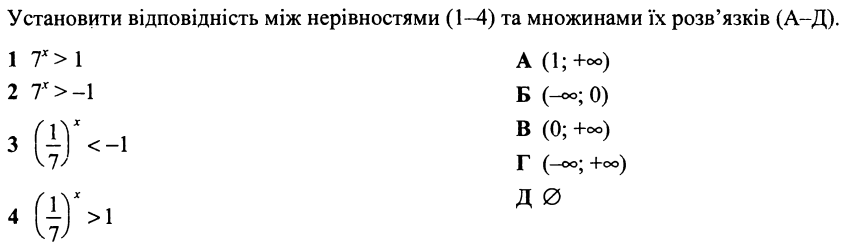 Установити відповідність між нерівностями (1–4) та множинами їх розв’язків (А–Д).
1 7^x > 1
2 7^x > –1
3 (1/7)^x < –1
4 (1/7)^x > 1
А (1; +∞)
Б (–∞; 0)
В (0; +∞)
Г (–∞; +∞)
Д ∅